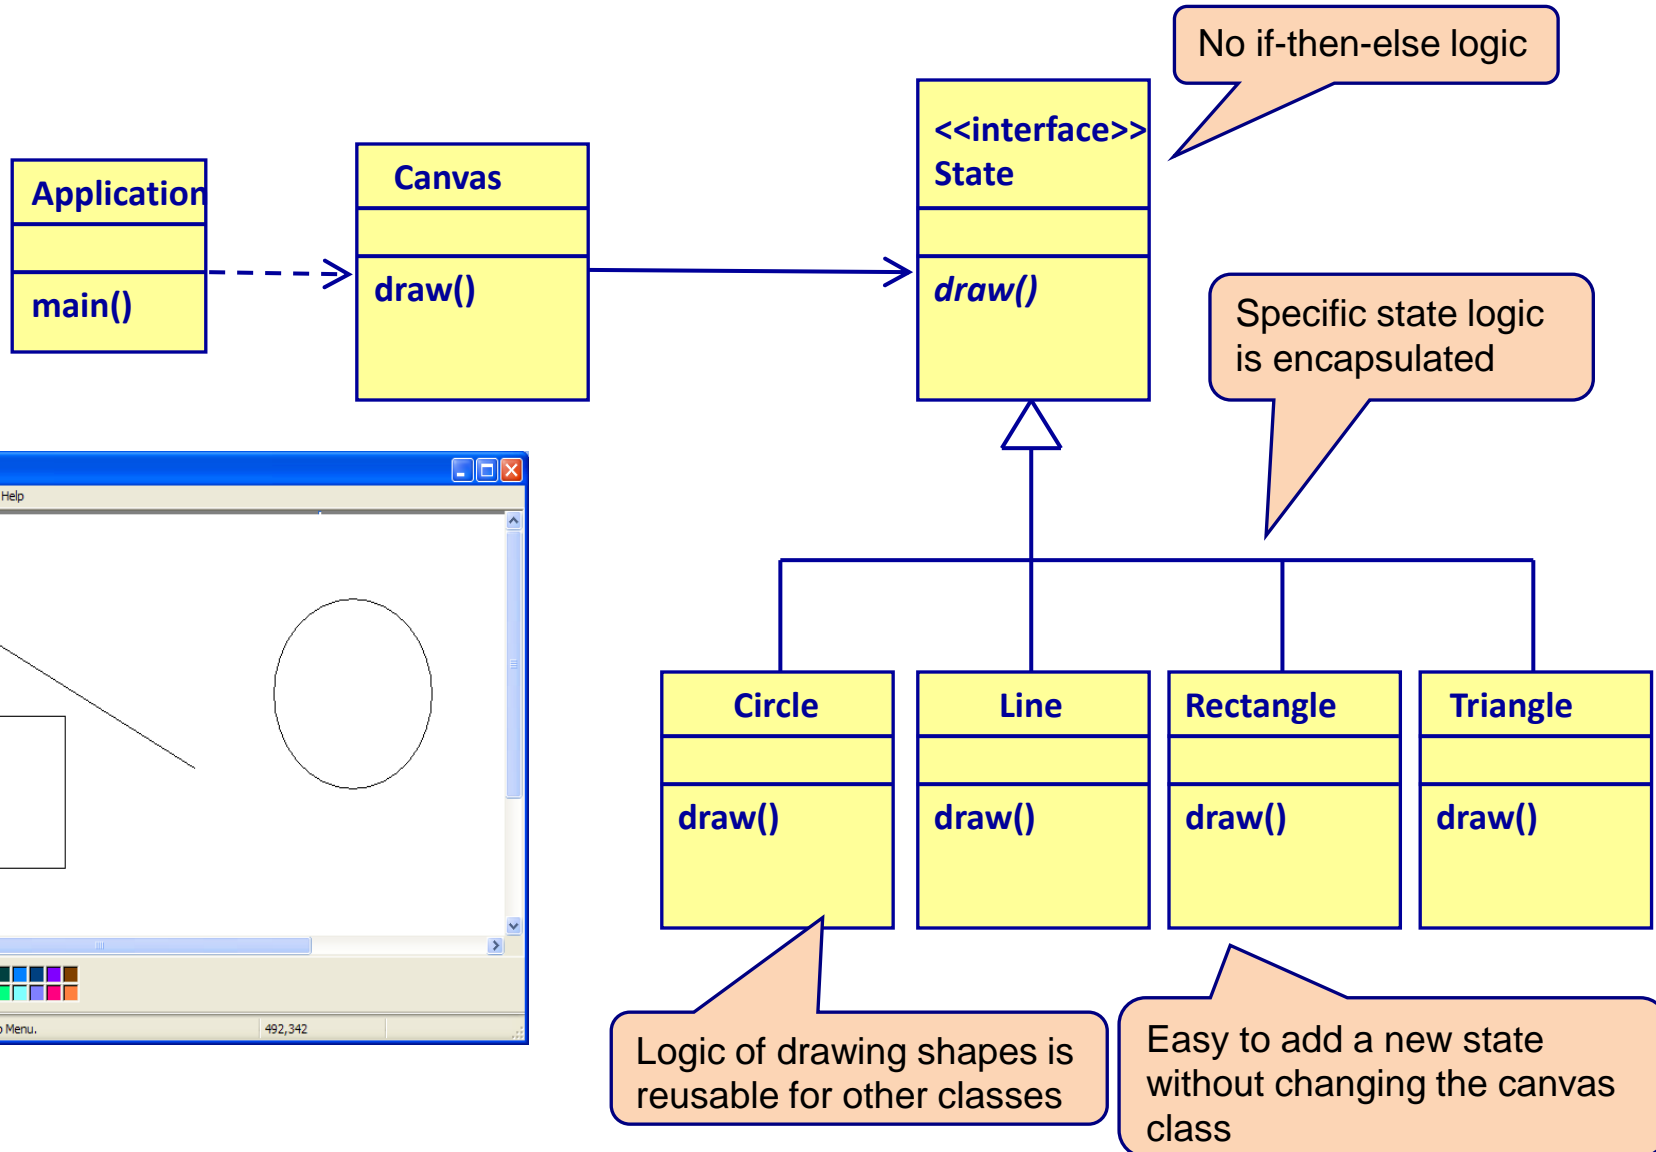 No if-then-else logic
<<interface>>
State
draw()
Application
main()
Canvas
draw()
Specific state logic
is encapsulated
Help
Circle
draw()
Line
draw()
Rectangle
draw()
Triangle
draw()
Menu.
492,342
Logic of drawing shapes is
reusable for other classes
Easy to add a new state
without changing the canvas
class